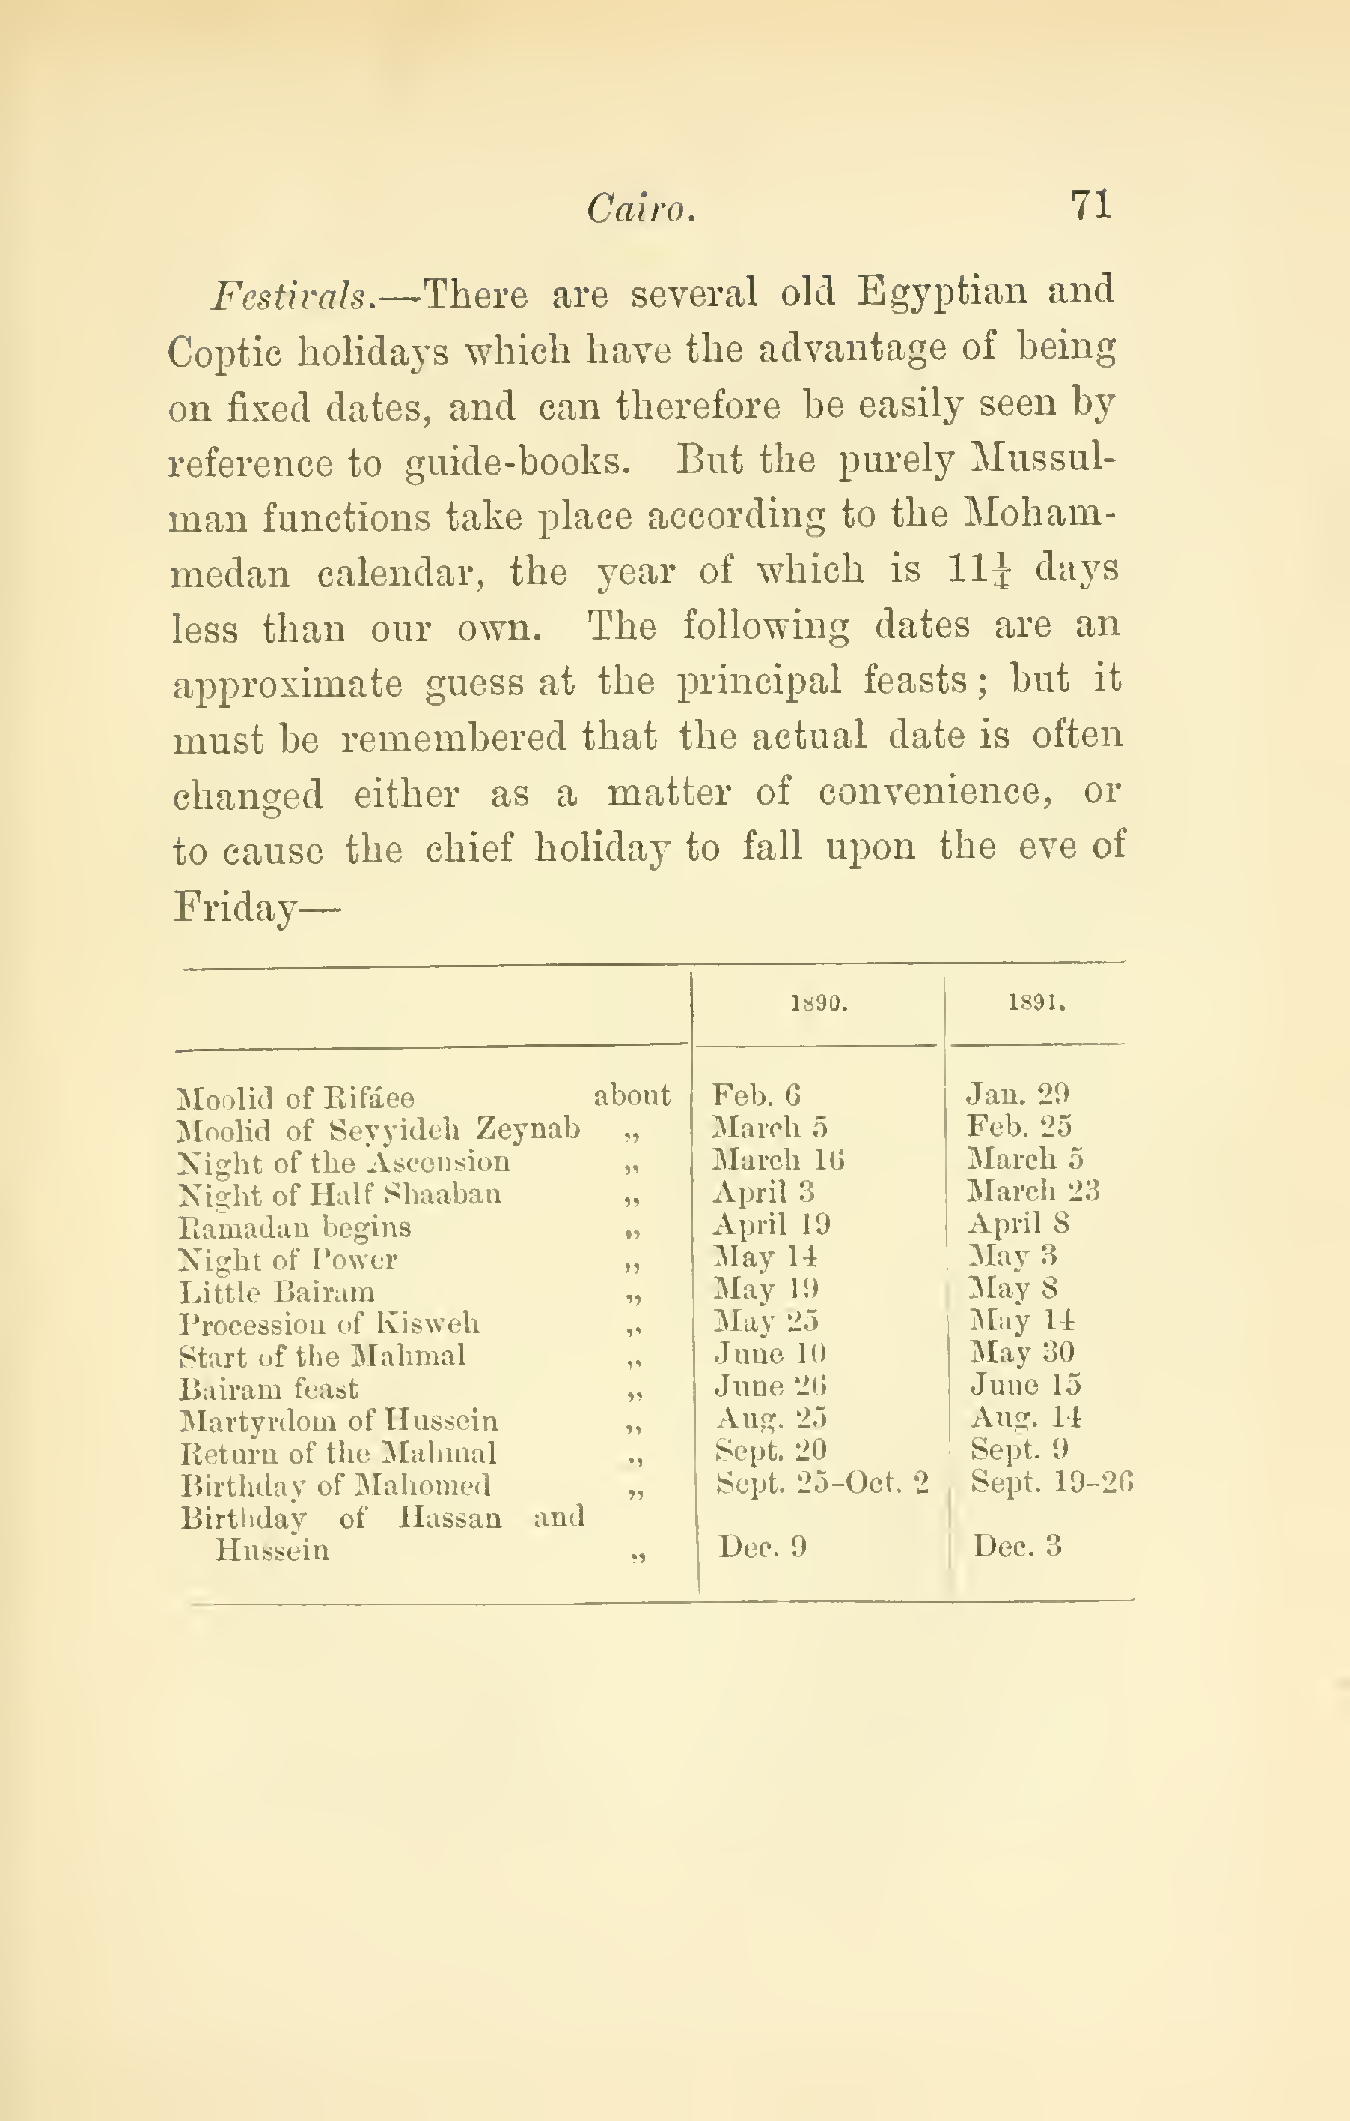 Cairo. 71
Festivals.—There are several old Egyptian and
Coptic holidays which have the advantage of being
on fixed dates, and can therefore be easily seen by
reference to guide-books. But the purely Mussul-
man functions take place according to the Moham-
medan calendar, the year of which is 11¼ days
less than our own. The following dates are an
approximate guess at the principal feasts; but it
must be remembered that the actual date is often
changed either as a matter of convenience, or
to cause the chief holiday to fall upon the eve of
Friday—
1890. 1891.
Moolid of Rifáee about Feb. 6 Jan. 29
Moolid of Seyyideh Zeynab „ March 5 Feb. 25
Night of the Ascension „ March 16 March 5
Night of Half Shaaban „ April 3 March 23
Ramadan begins „ April 19 April 8
Night of Power „ May 14 May 3
Little Bairam „ May 19 May 8
Procession of Kisweh „ May 25 May 14
Start of the Mahmal „ June 10 May 30
Bairam feast „ June 26 June 15
Martyrdom of Hussein „ Aug. 25 Aug. 14
Return of the Mahmal „ Sept. 20 Sept. 9
Birthday of Mahomed „ Sept. 25-Oct. 2 Sept. 19-26
Birthday of Hassan and
Hussein „ Dec. 9 Dec. 3